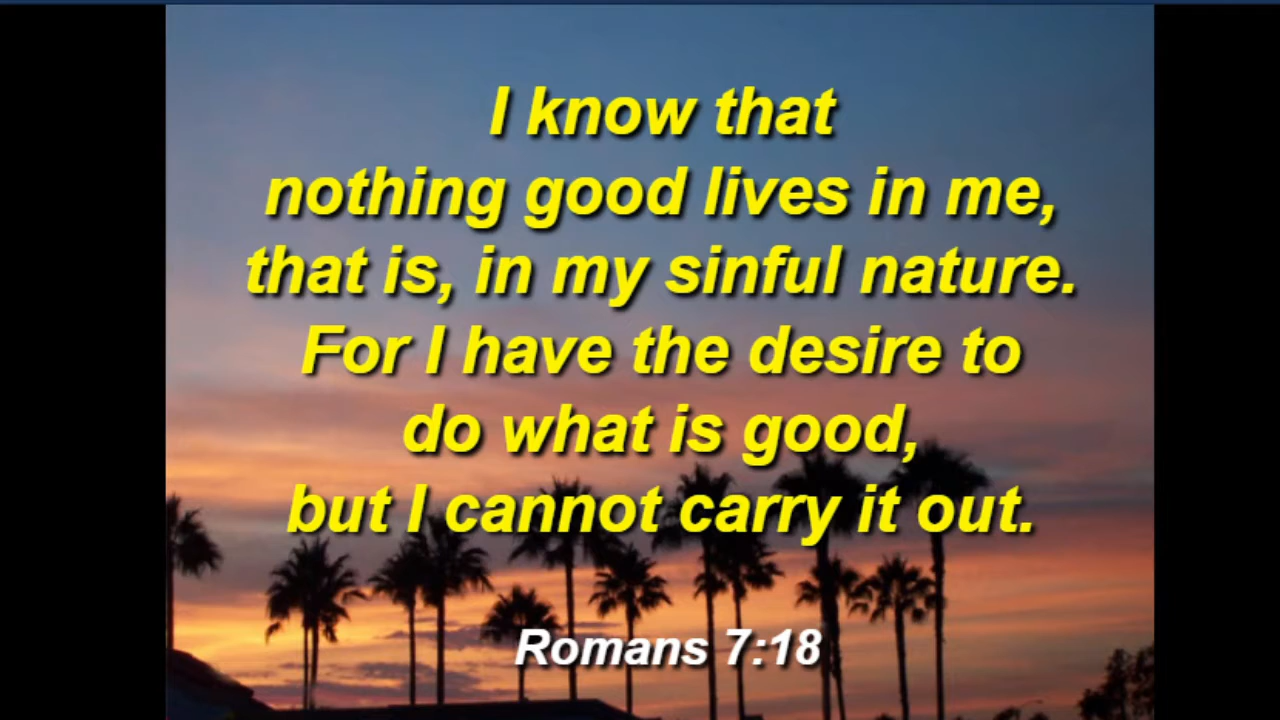 I know that
nothing good lives in me,
that is, in my sinful nature.
For I have the desire to
do what is good,
but I cannot carry it out.
Romans 7:18